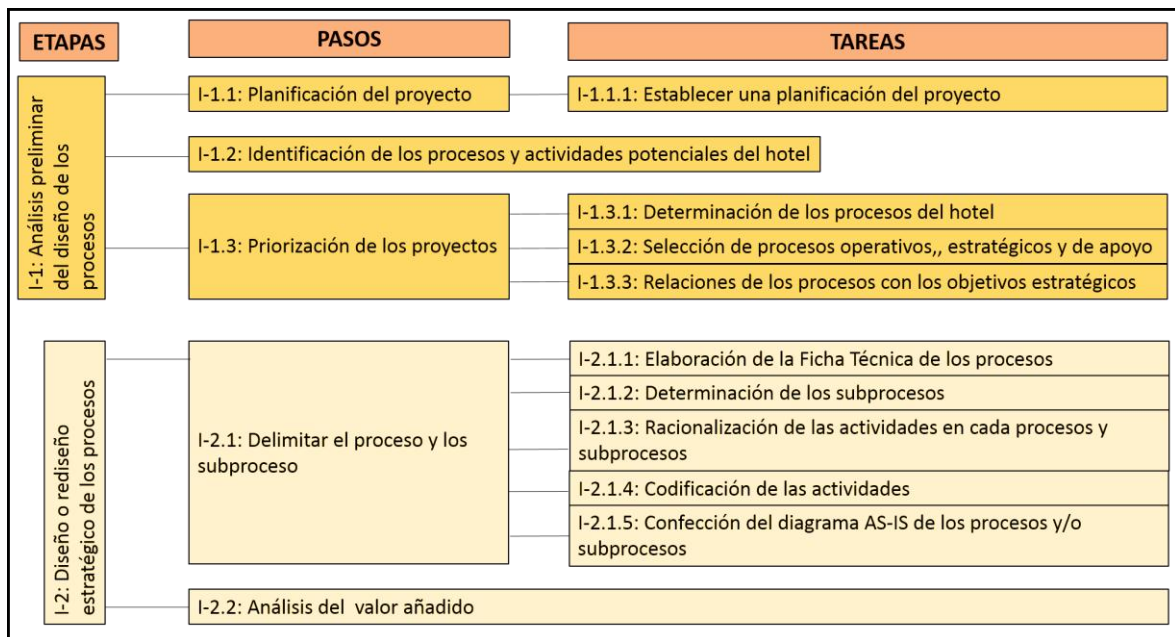 ETAPAS
PASOS
TAREAS
I-1: Análisis preliminar
del diseño de los
procesos
I-1.1: Planificación del proyecto
I-1.1.1: Establecer una planificación del proyecto
I-1.2: Identificación de los procesos y actividades potenciales del hotel
I-1.3: Priorización de los proyectos
I-1.3.1: Determinación de los procesos del hotel
I-1.3.2: Selección de procesos operativos,, estratégicos y de apoyo
I-1.3.3: Relaciones de los procesos con los objetivos estratégicos
I-2: Diseño o rediseño
estratégico de los procesos
I-2.1: Delimitar el proceso y los
subproceso
I-2.1.1: Elaboración de la Ficha Técnica de los procesos
I-2.1.2: Determinación de los subprocesos
I-2.1.3: Racionalización de las actividades en cada procesos y
subprocesos
I-2.1.4: Codificación de las actividades
I-2.1.5: Confección del diagrama AS-IS de los procesos y/o
subprocesos
I-2.2: Análisis del valor añadido